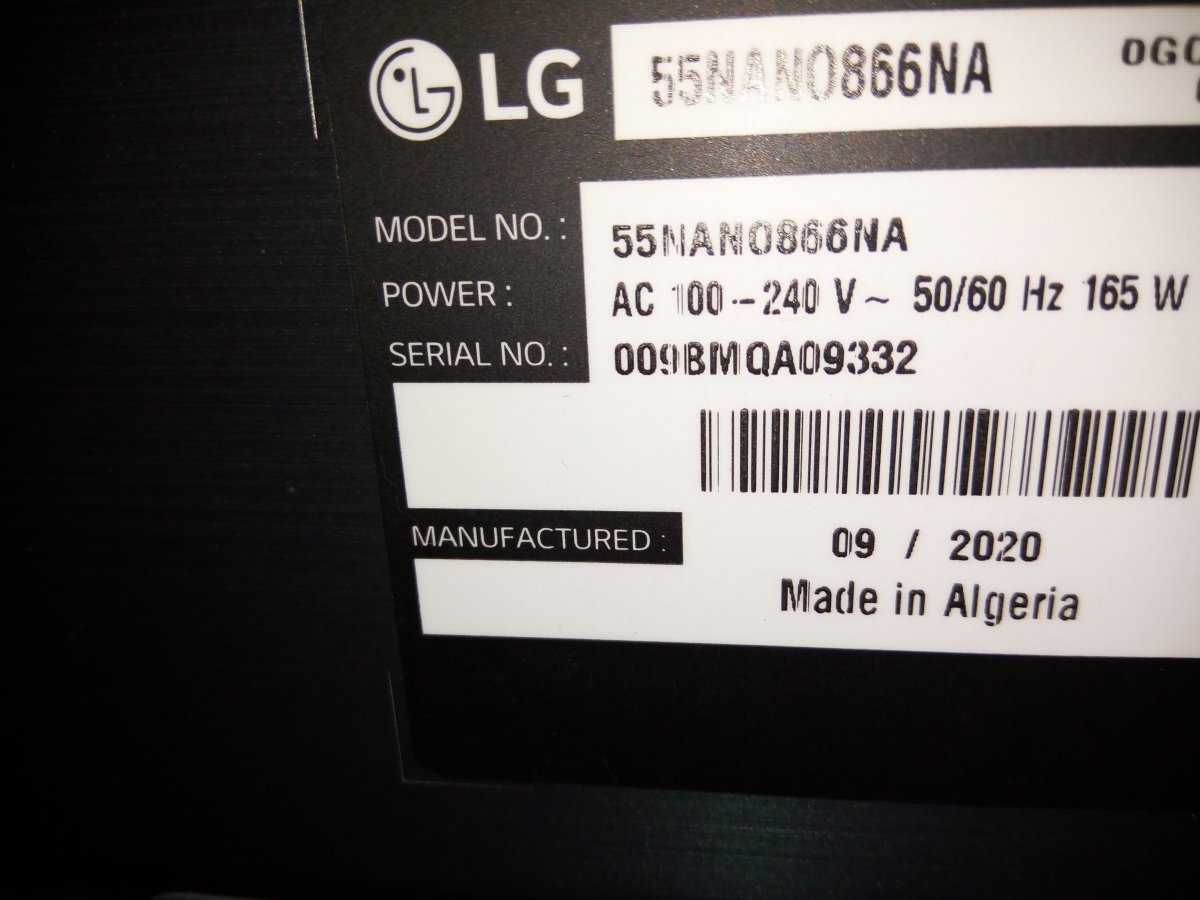 LG 55NANO866NA
MODEL NO. : 55NANO866NA
POWER : AC 100 -- 240 V ~ 50/60 Hz 165 W
SERIAL NO. : 009BMQA09332
MANUFACTURED : 09 / 2020
Made in Algeria